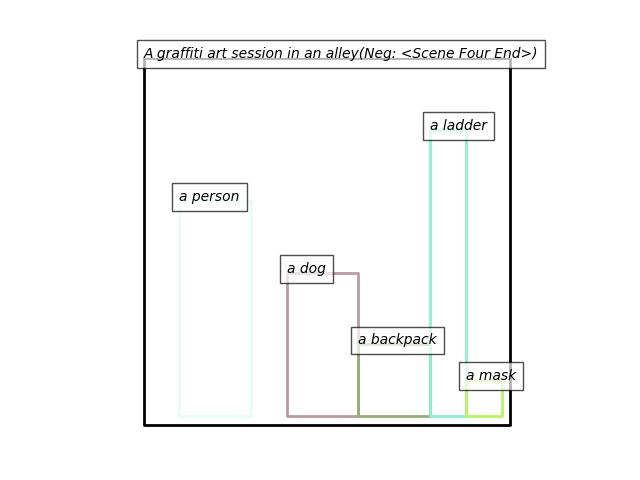 A graffiti art session in an alley(Neg: <Scene Four End>)
a ladder
a person
a dog
a backpack
a mask